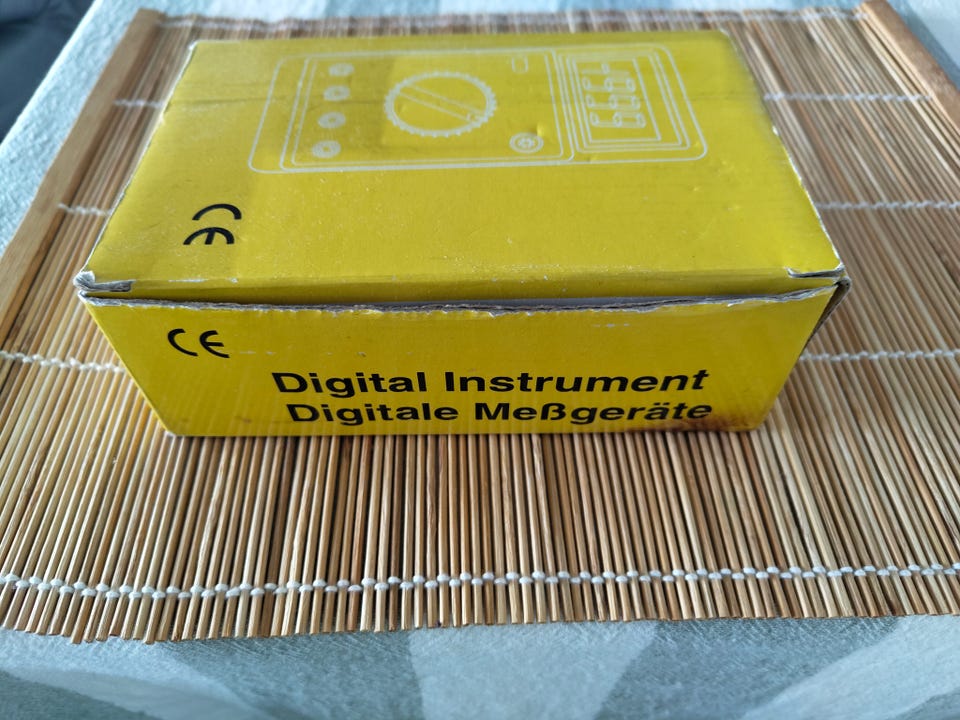 CE
CE
Digital Instrument
Digitale Meßgeräte